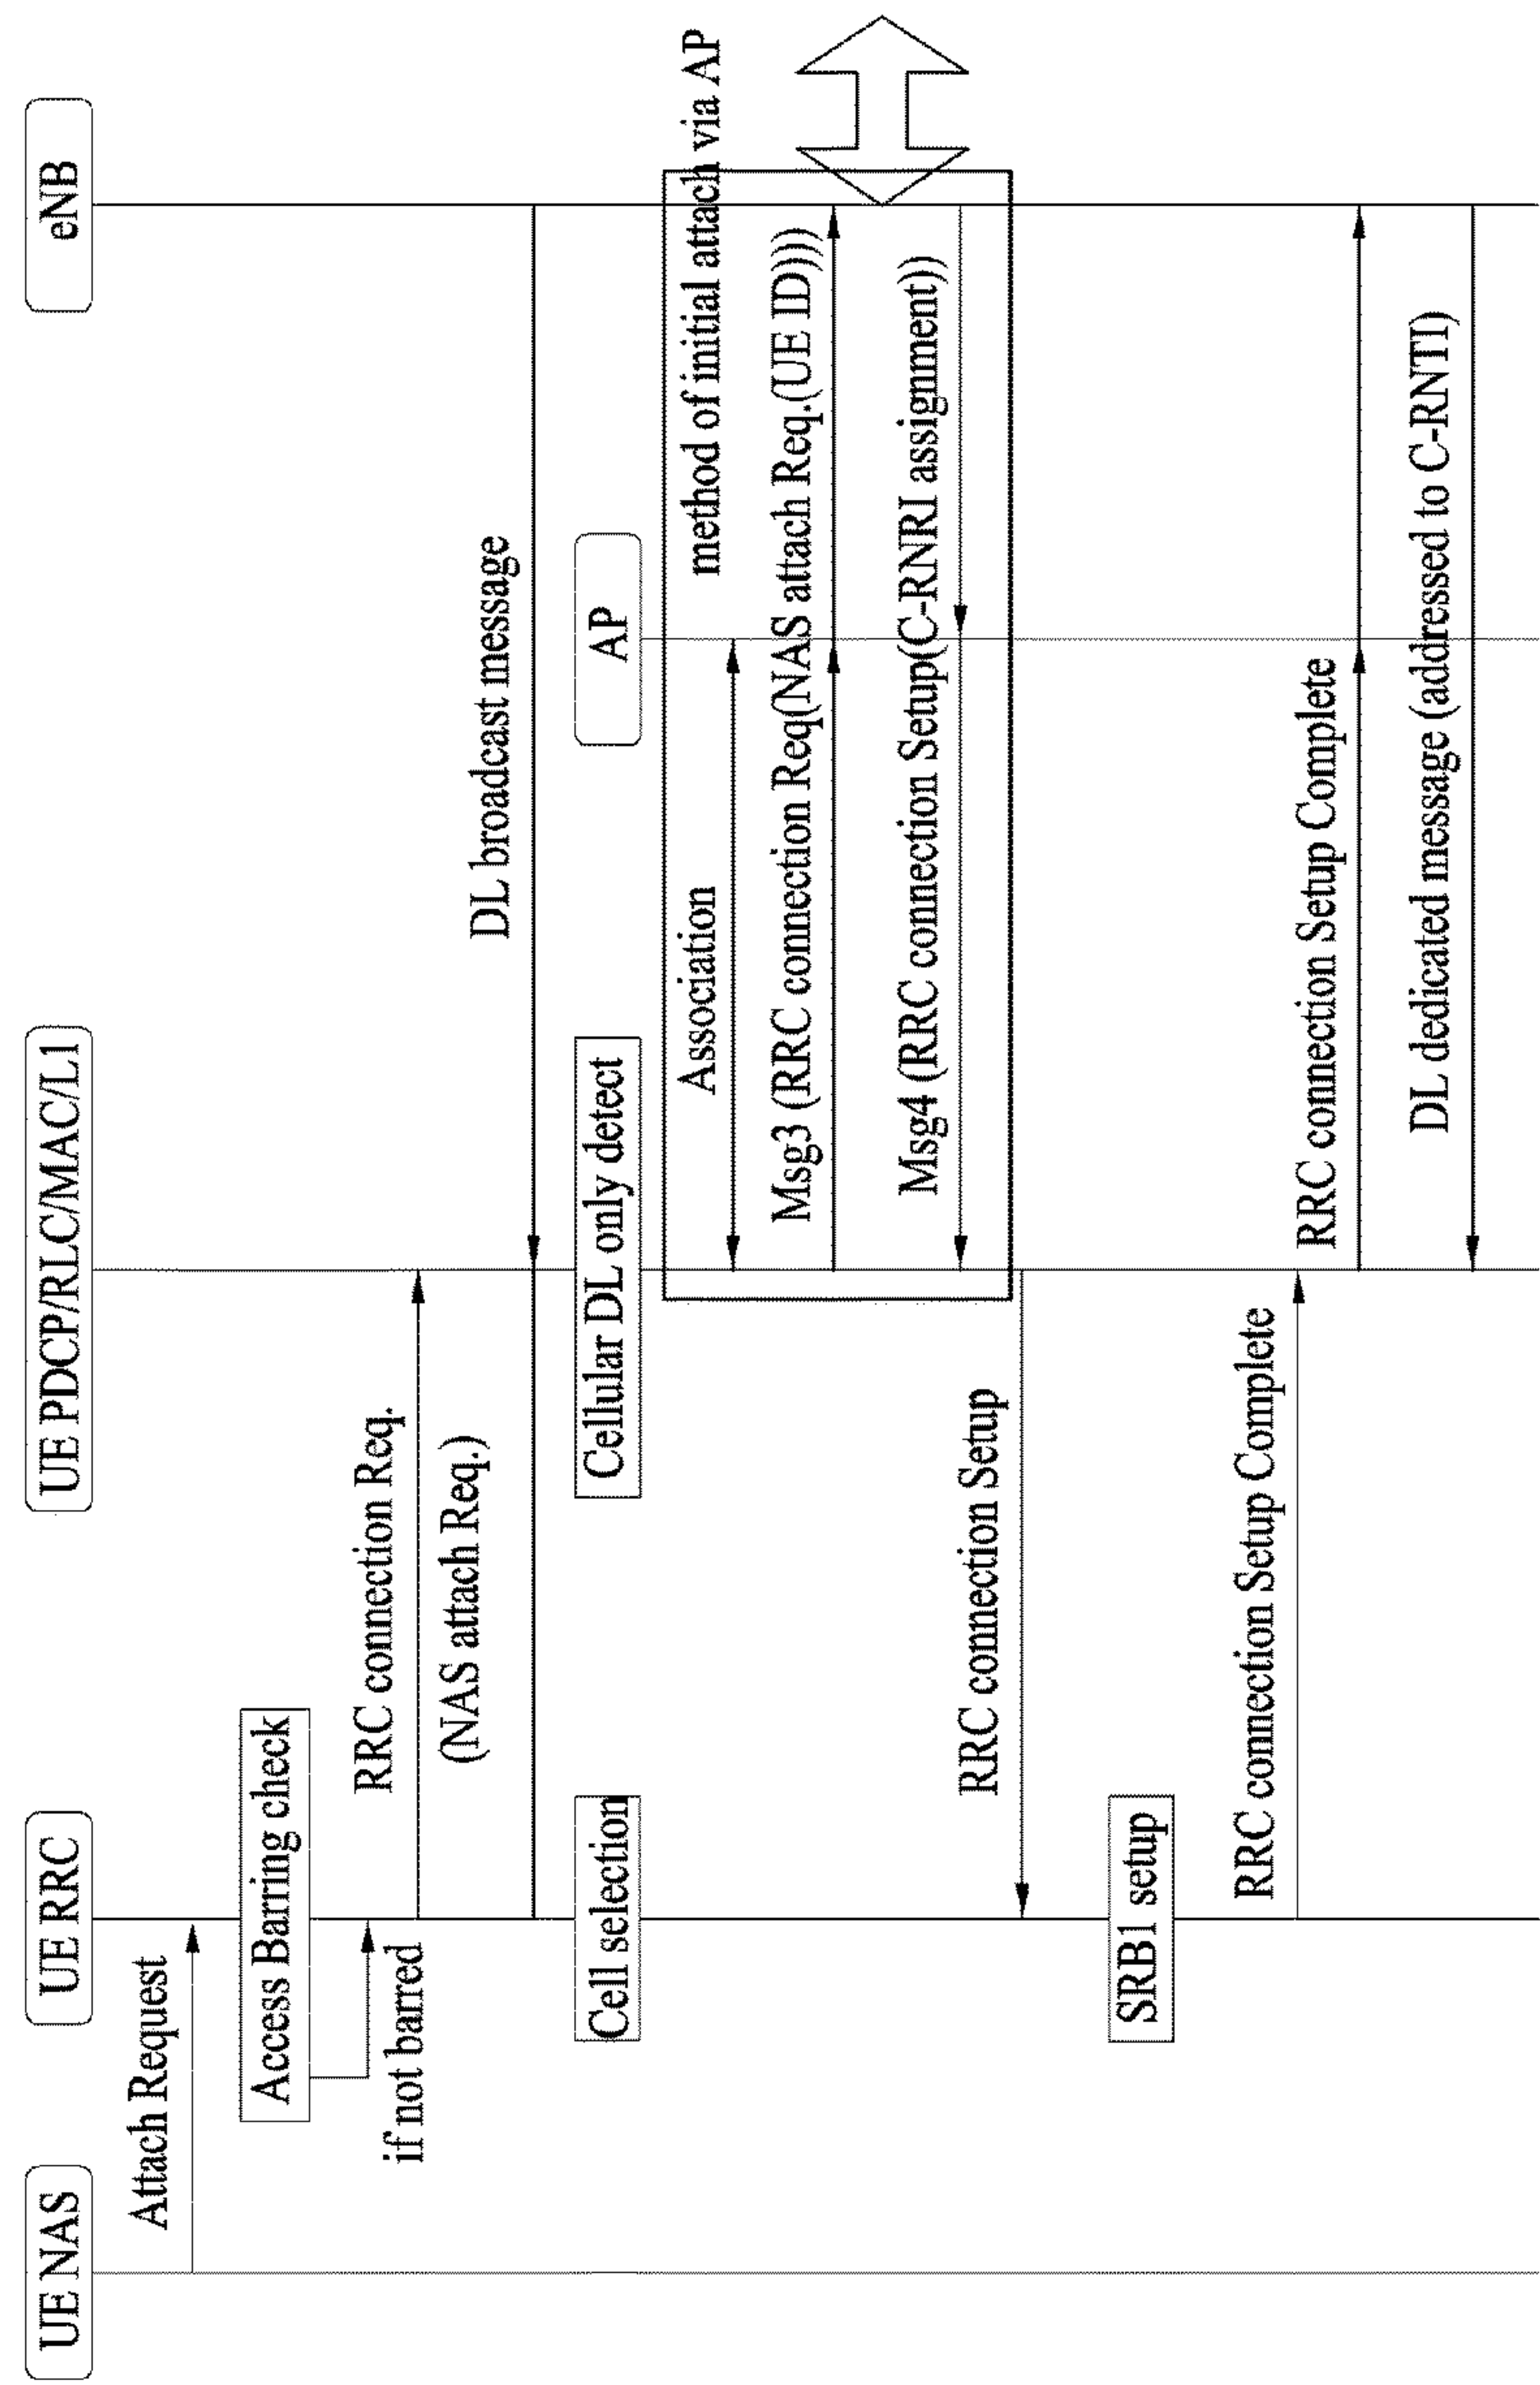 UE NAS
UE RRC
UE PDCP/RLC/MAC/L1
eNB
Attach Request
Access Barring check
if not barred
RRC connection Req.
(NAS attach Req.)
DL broadcast message
Cell selection
Cellular DL only detect
AP
Association
method of initial attach via AP
Msg3 (RRC connection Req(NAS attach Req.(UE ID)))
Msg4 (RRC connection Setup(C-RNRI assignment))
RRC connection Setup
SRB1 setup
RRC connection Setup Complete
RRC connection Setup Complete
DL dedicated message (addressed to C-RNTI)